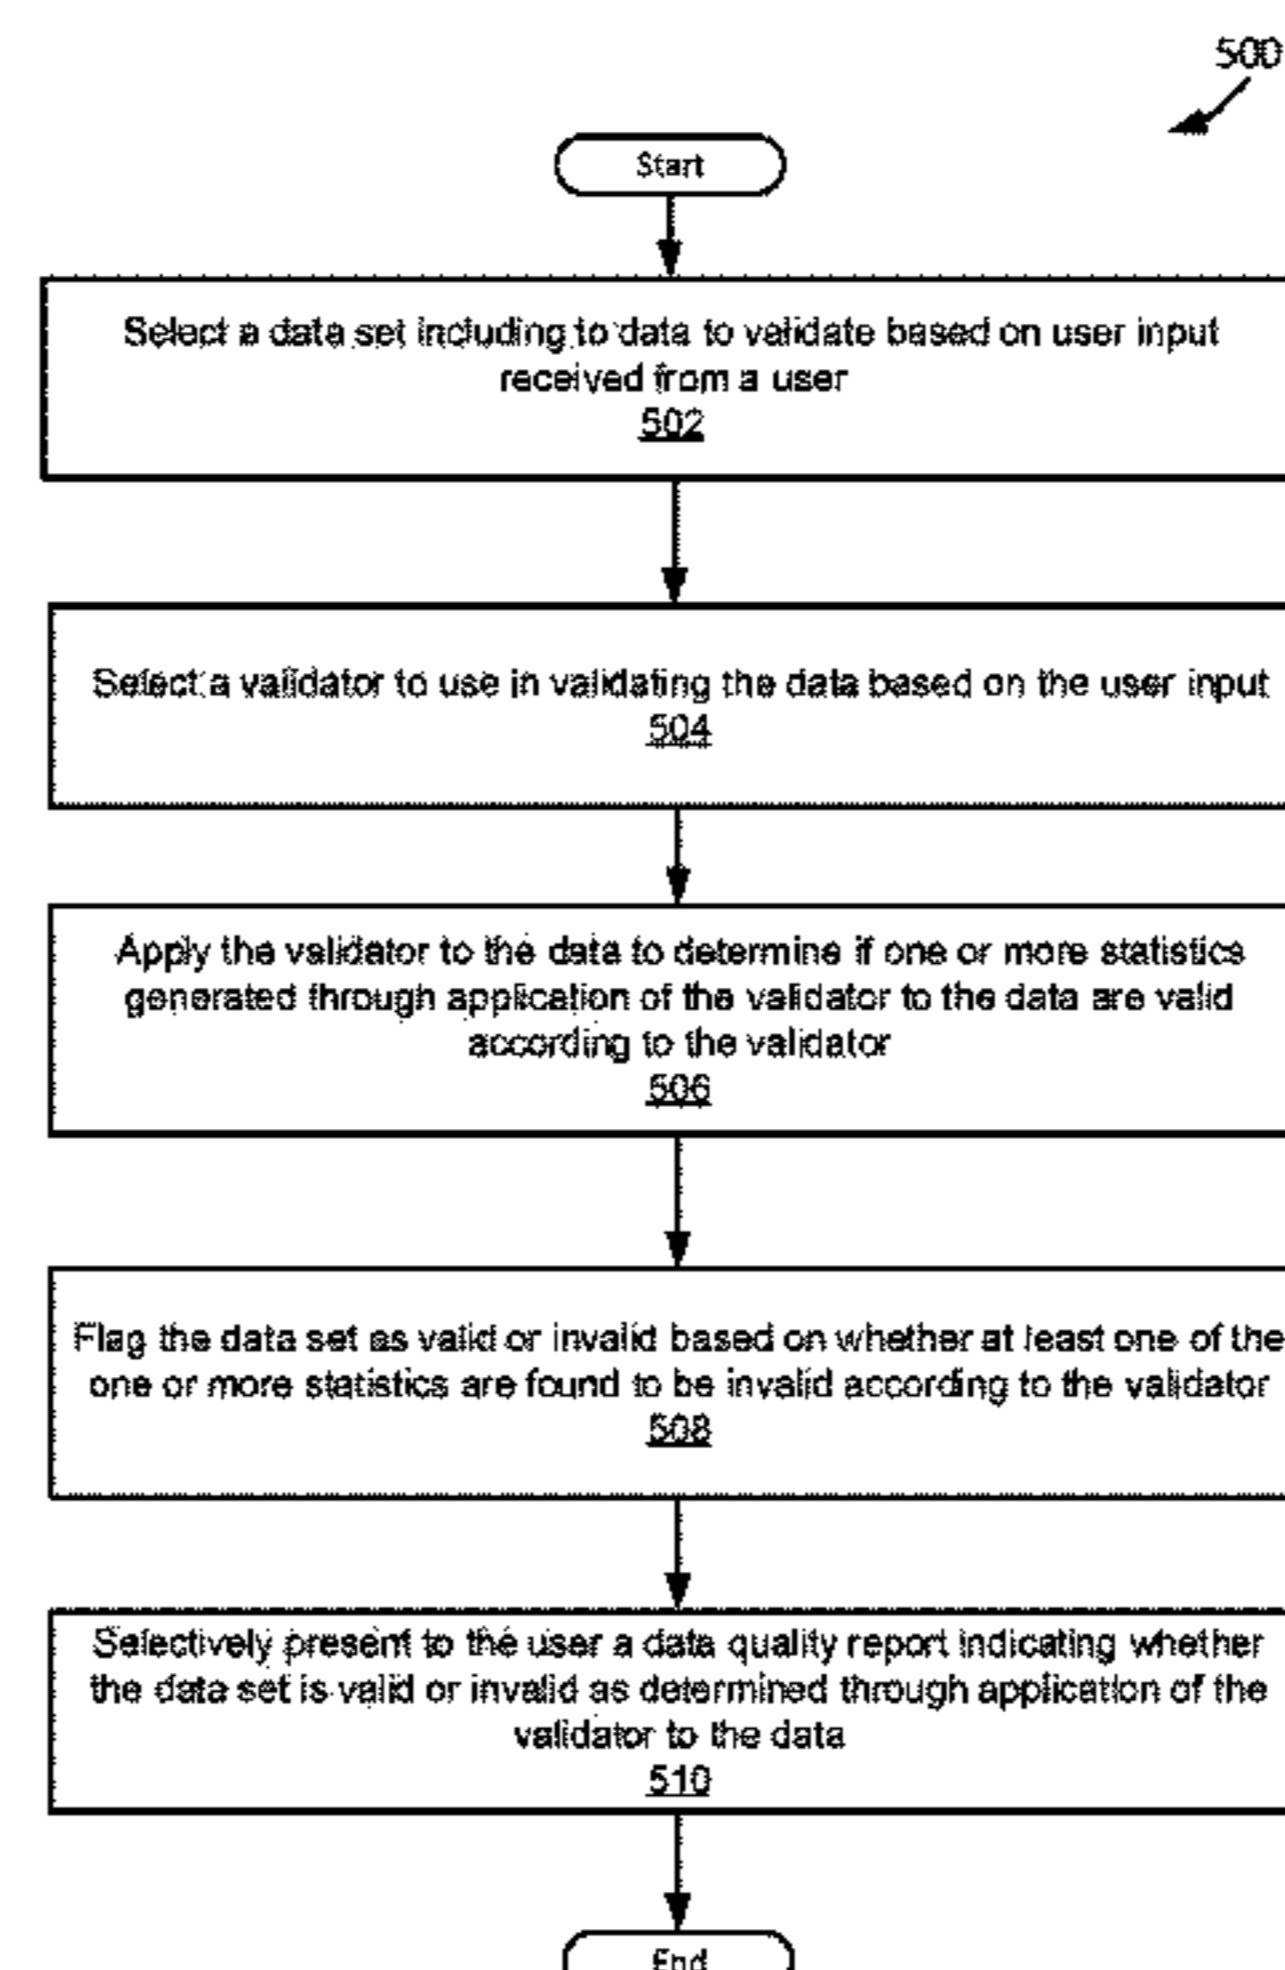 500
Start
Select a data set including to data to validate based on user input
received from a user
502
Select a validator to use in validating the data based on the user input
504
Apply the validator to the data to determine if one or more statistics
generated through application of the validator to the data are valid
according to the validator
506
Flag the data set as valid or invalid based on whether at least one of the
one or more statistics are found to be invalid according to the validator
508
Selectively present to the user a data quality report indicating whether
the data set is valid or invalid as determined through application of the
validator to the data
510
End